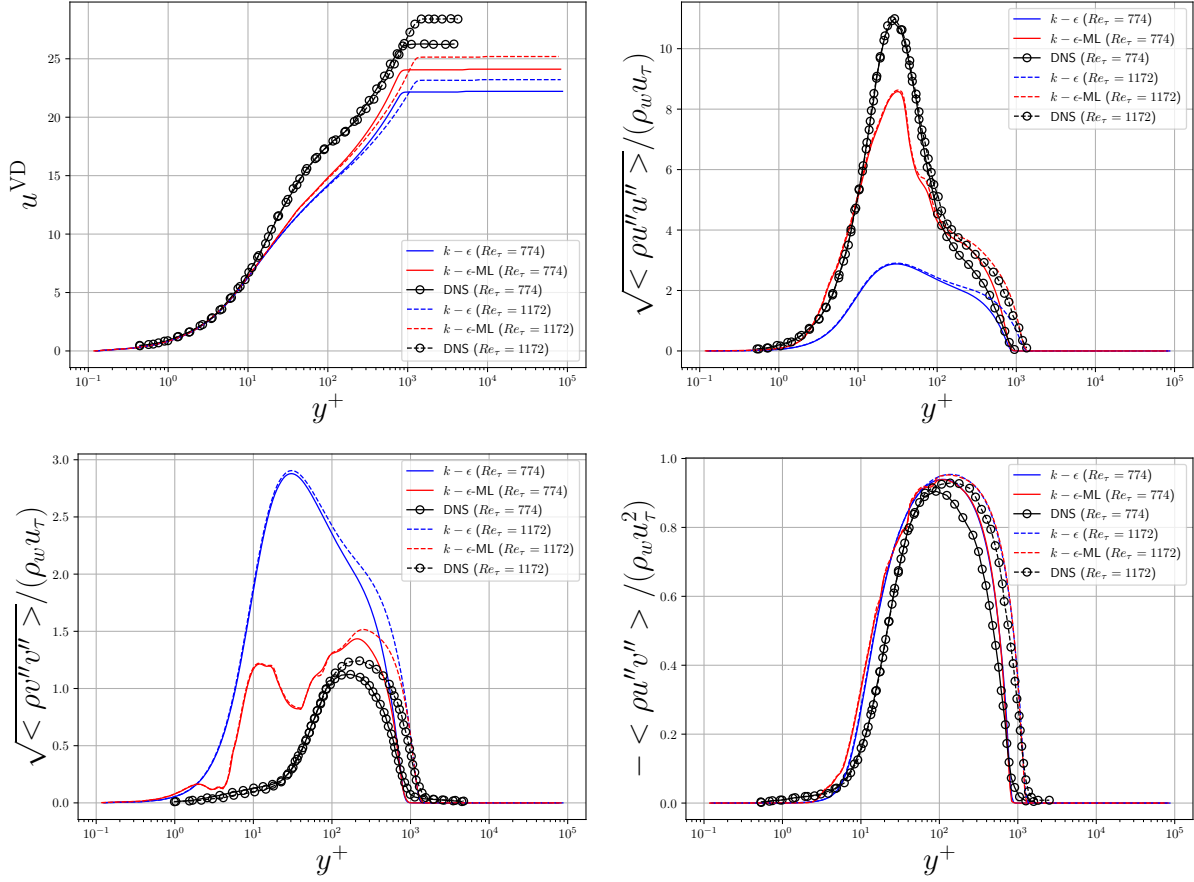 30
25
20
15
10
5
0
u^VD
10^−1 10^0 10^1 10^2 10^3 10^4 10^5
y^+
k − ϵ (Re_τ = 774)
k − ϵ-ML (Re_τ = 774)
DNS (Re_τ = 774)
k − ϵ (Re_τ = 1172)
k − ϵ-ML (Re_τ = 1172)
DNS (Re_τ = 1172)
10
8
6
4
2
0
√< ρu′′u′′ >/(ρ_w u_τ)
10^−1 10^0 10^1 10^2 10^3 10^4 10^5
y^+
k − ϵ (Re_τ = 774)
k − ϵ-ML (Re_τ = 774)
DNS (Re_τ = 774)
k − ϵ (Re_τ = 1172)
k − ϵ-ML (Re_τ = 1172)
DNS (Re_τ = 1172)
3.0
2.5
2.0
1.5
1.0
0.5
0.0
√< ρv′′v′′ >/(ρ_w u_τ)
10^−1 10^0 10^1 10^2 10^3 10^4 10^5
y^+
k − ϵ (Re_τ = 774)
k − ϵ-ML (Re_τ = 774)
DNS (Re_τ = 774)
k − ϵ (Re_τ = 1172)
k − ϵ-ML (Re_τ = 1172)
DNS (Re_τ = 1172)
1.0
0.8
0.6
0.4
0.2
0.0
− < ρu′′v′′ > /(ρ_w u_τ^2)
10^−1 10^0 10^1 10^2 10^3 10^4 10^5
y^+
k − ϵ (Re_τ = 774)
k − ϵ-ML (Re_τ = 774)
DNS (Re_τ = 774)
k − ϵ (Re_τ = 1172)
k − ϵ-ML (Re_τ = 1172)
DNS (Re_τ = 1172)